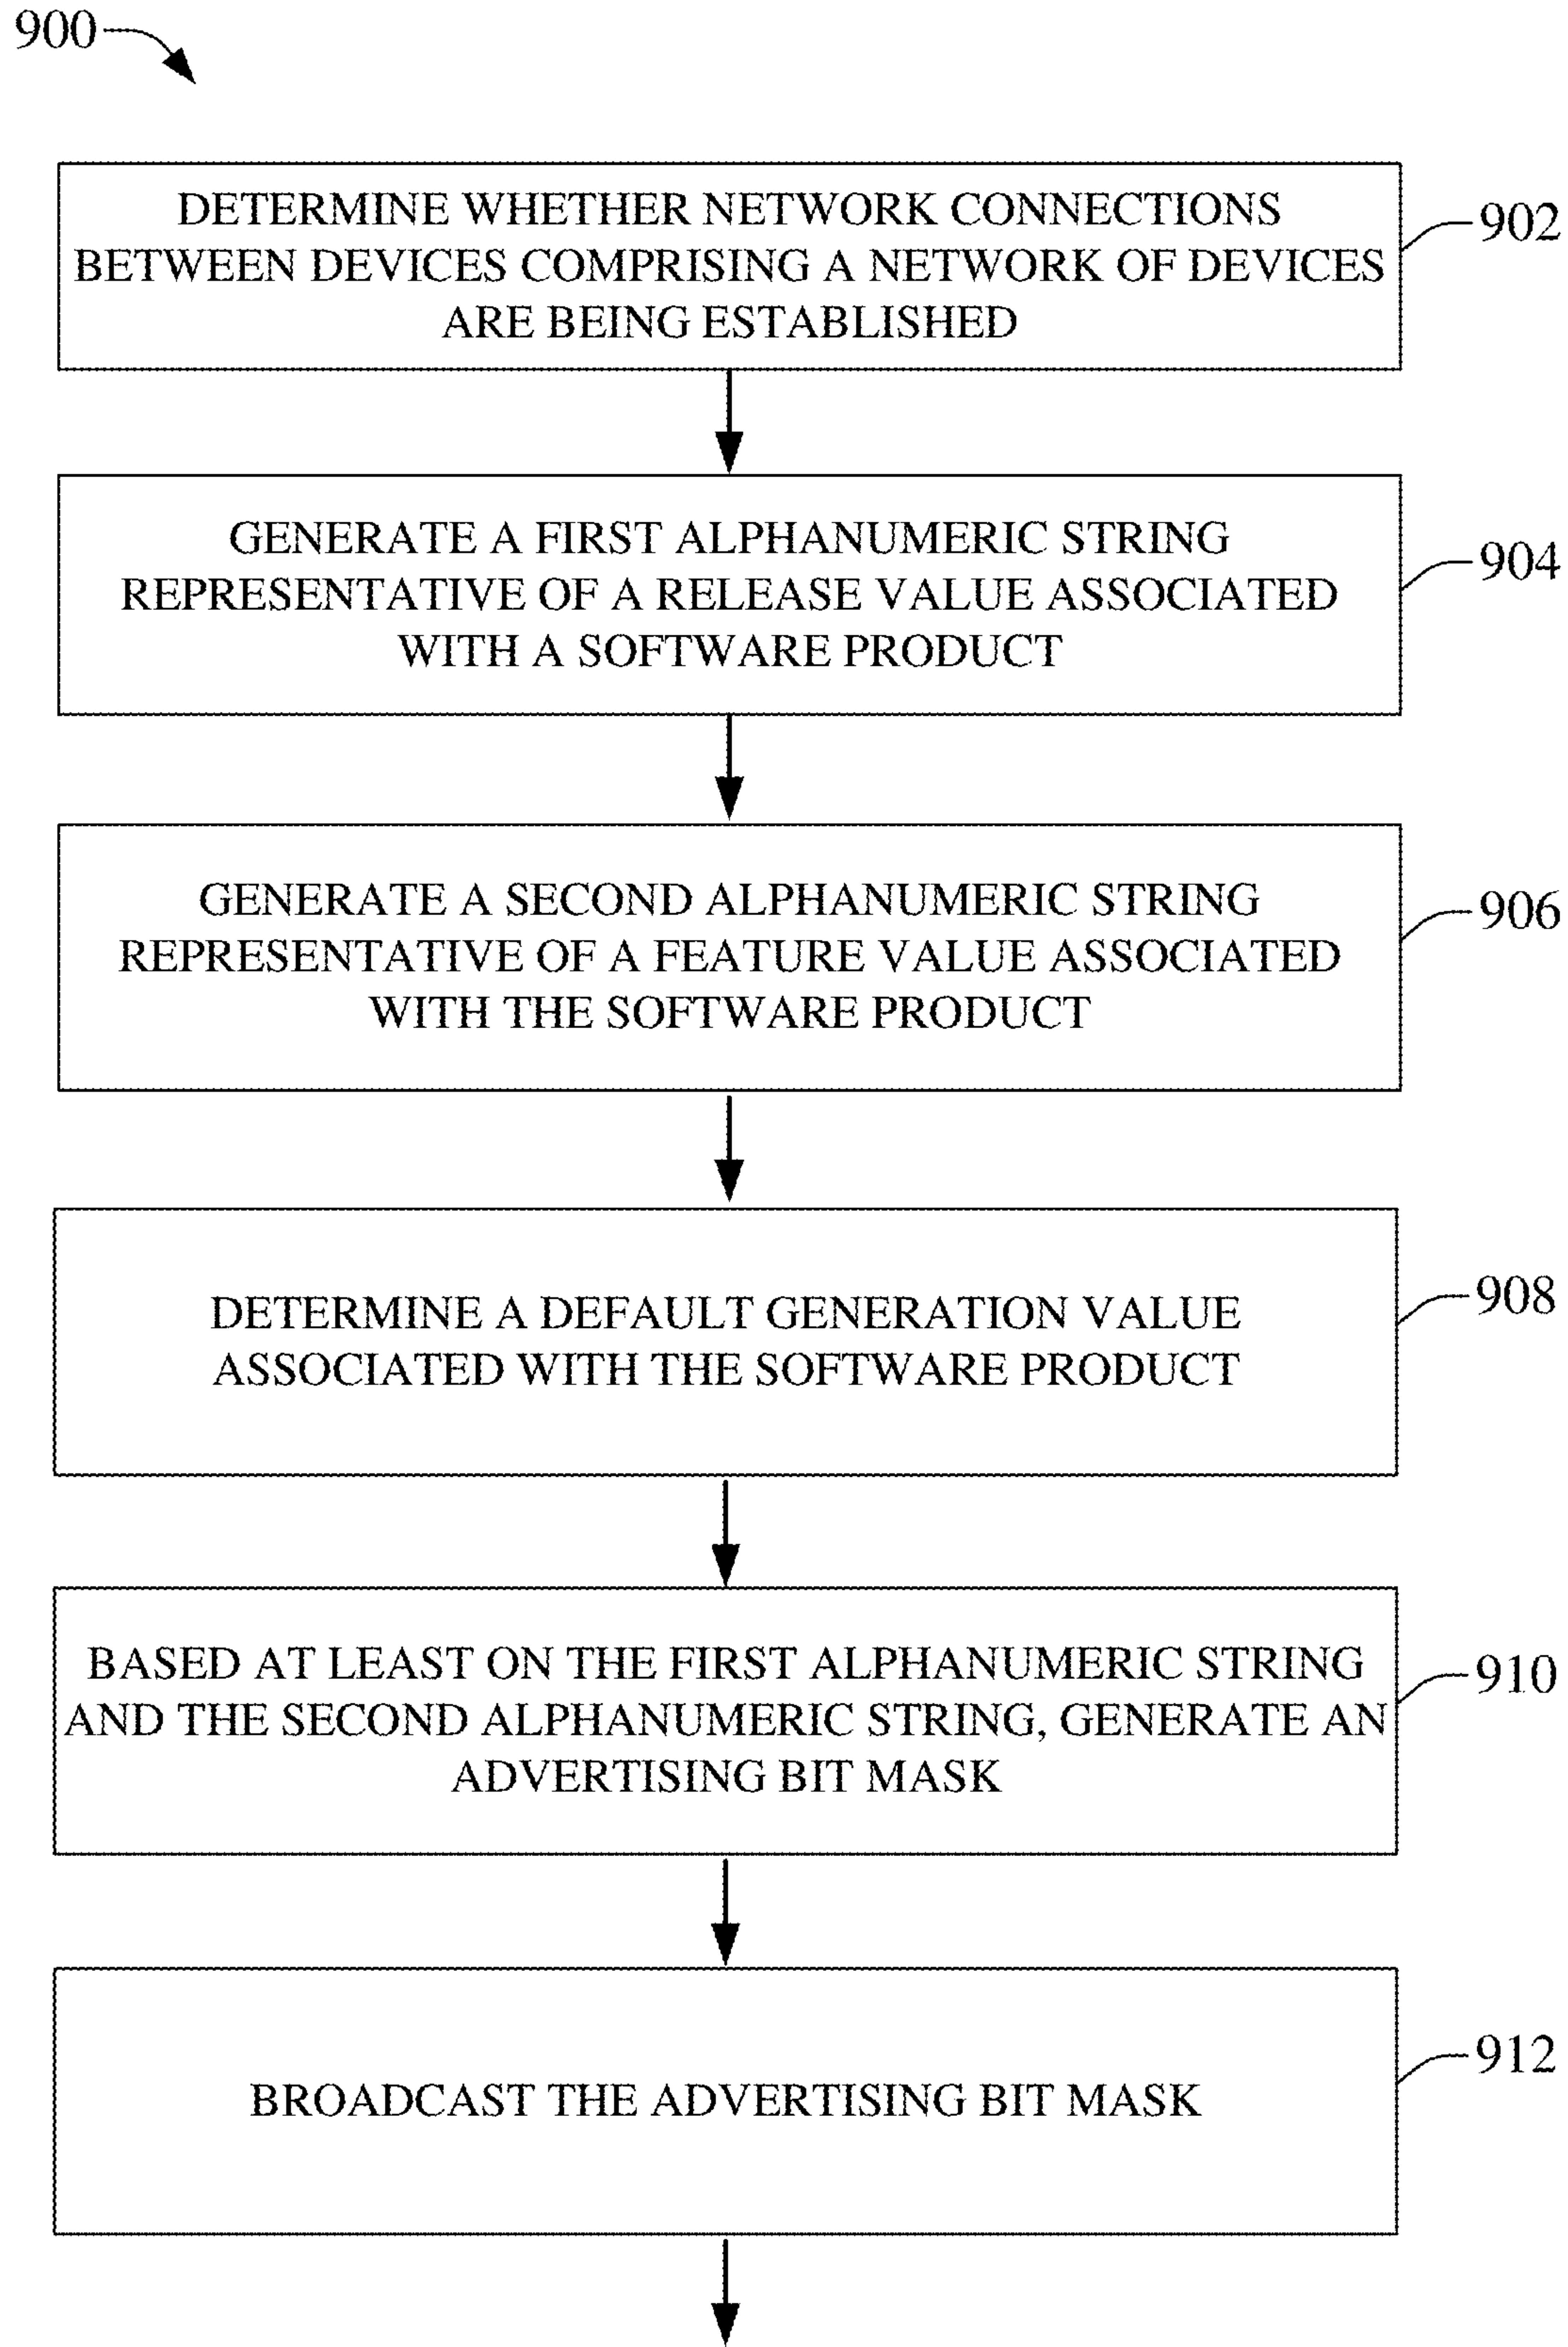 900
DETERMINE WHETHER NETWORK CONNECTIONS
BETWEEN DEVICES COMPRISING A NETWORK OF DEVICES
ARE BEING ESTABLISHED
902
GENERATE A FIRST ALPHANUMERIC STRING
REPRESENTATIVE OF A RELEASE VALUE ASSOCIATED
WITH A SOFTWARE PRODUCT
904
GENERATE A SECOND ALPHANUMERIC STRING
REPRESENTATIVE OF A FEATURE VALUE ASSOCIATED
WITH THE SOFTWARE PRODUCT
906
DETERMINE A DEFAULT GENERATION VALUE
ASSOCIATED WITH THE SOFTWARE PRODUCT
908
BASED AT LEAST ON THE FIRST ALPHANUMERIC STRING
AND THE SECOND ALPHANUMERIC STRING, GENERATE AN
ADVERTISING BIT MASK
910
BROADCAST THE ADVERTISING BIT MASK
912